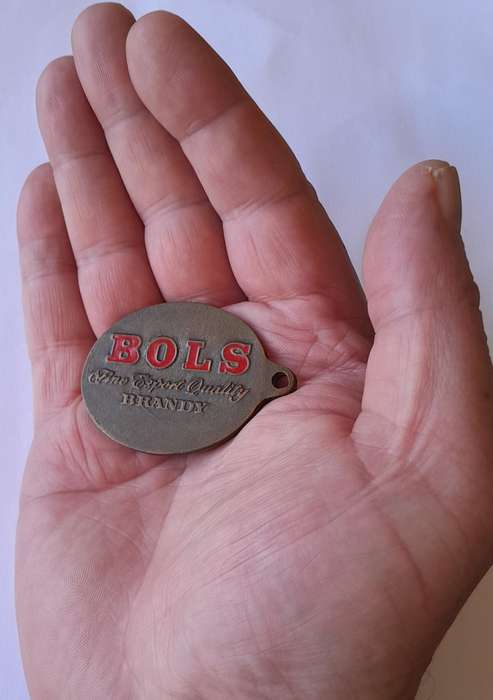 BOLS
Fine Export Quality
BRANDY